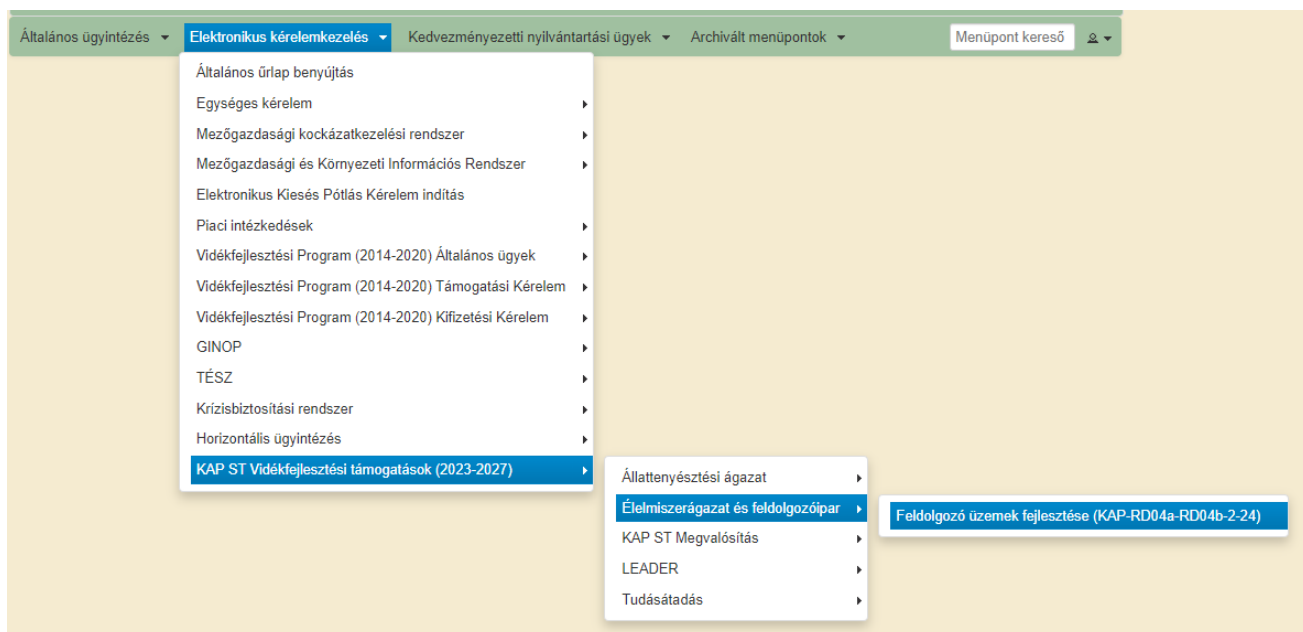 Általános ügyintézés Elektronikus kérelemkezelés Kedvezményezetti nyilvántartási ügyek Archivált menüpontok Menüpont kereső
Általános űrlap benyújtás
Egységes kérelem
Mezőgazdasági kockázatkezelési rendszer
Mezőgazdasági és Környezeti Információs Rendszer
Elektronikus Kiesés Pótlás Kérelem indítás
Piaci intézkedések
Vidékfejlesztési Program (2014-2020) Általános ügyek
Vidékfejlesztési Program (2014-2020) Támogatási Kérelem
Vidékfejlesztési Program (2014-2020) Kifizetési Kérelem
GINOP
TÉSZ
Krízisbiztosítási rendszer
Horizontális ügyintézés
KAP ST Vidékfejlesztési támogatások (2023-2027)
Állattenyésztési ágazat
Élelmiszerágazat és feldolgozóipar
Feldolgozó üzemek fejlesztése (KAP-RD04a-RD04b-2-24)
KAP ST Megvalósítás
LEADER
Tudásátadás